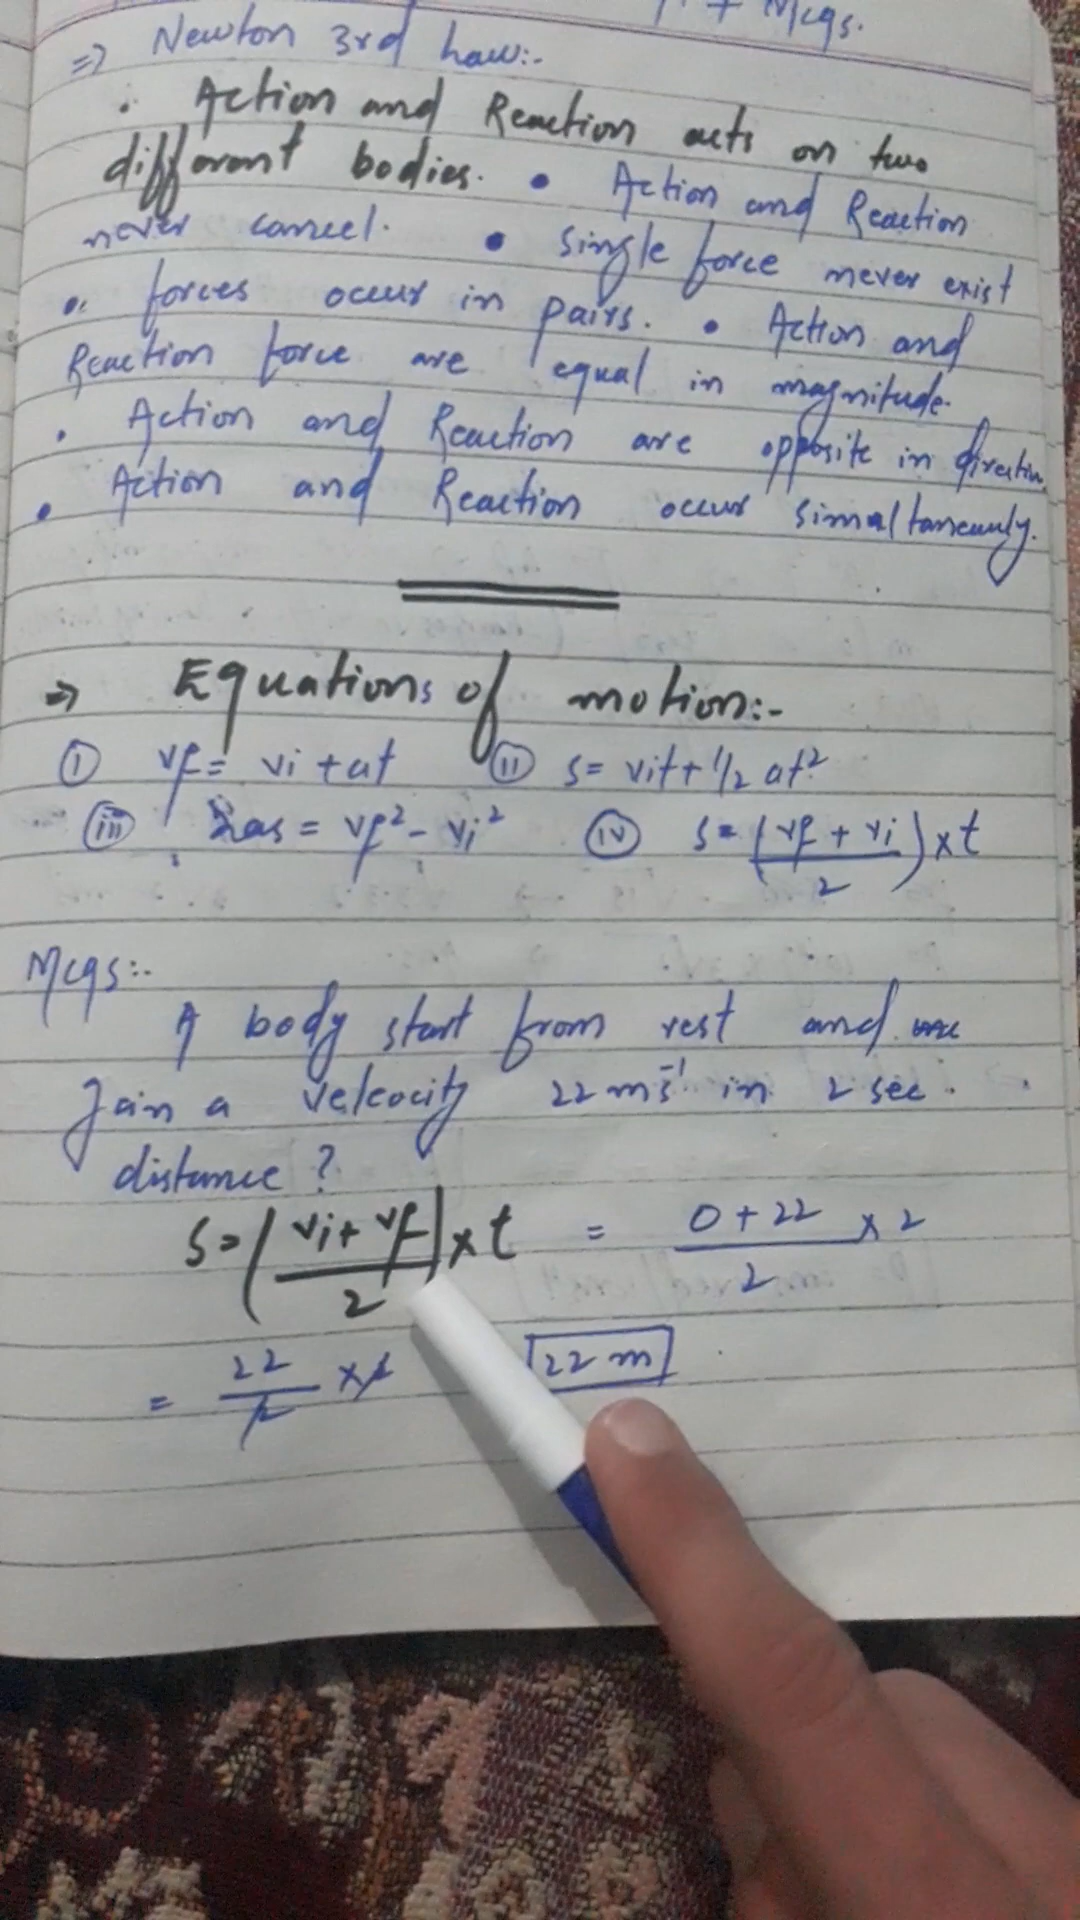 + Mcqs.
=> Newton 3rd Law:-
. Action and Reaction acts on two
different bodies. • Action and Reaction
never cancel. • Single force never exist
• forces occur in pairs. • Action and
Reaction force are equal in magnitude.
. Action and Reaction are opposite in direction
• Action and Reaction occur simaltaneously.
=> Equations of motion:-
(i) vf = vi + at (ii) s = vit + 1/2 at²
(iii) 2as = vf² - vi² (iv) s = (vf + vi / 2) × t
Mcqs:-
A body start from rest and
gain a velcocity 22 ms⁻¹ in 2 sec.
distance ?
S = (vi + vf / 2) × t = 0 + 22 / 2 × 2
= 22 / 2 × 2 22 m